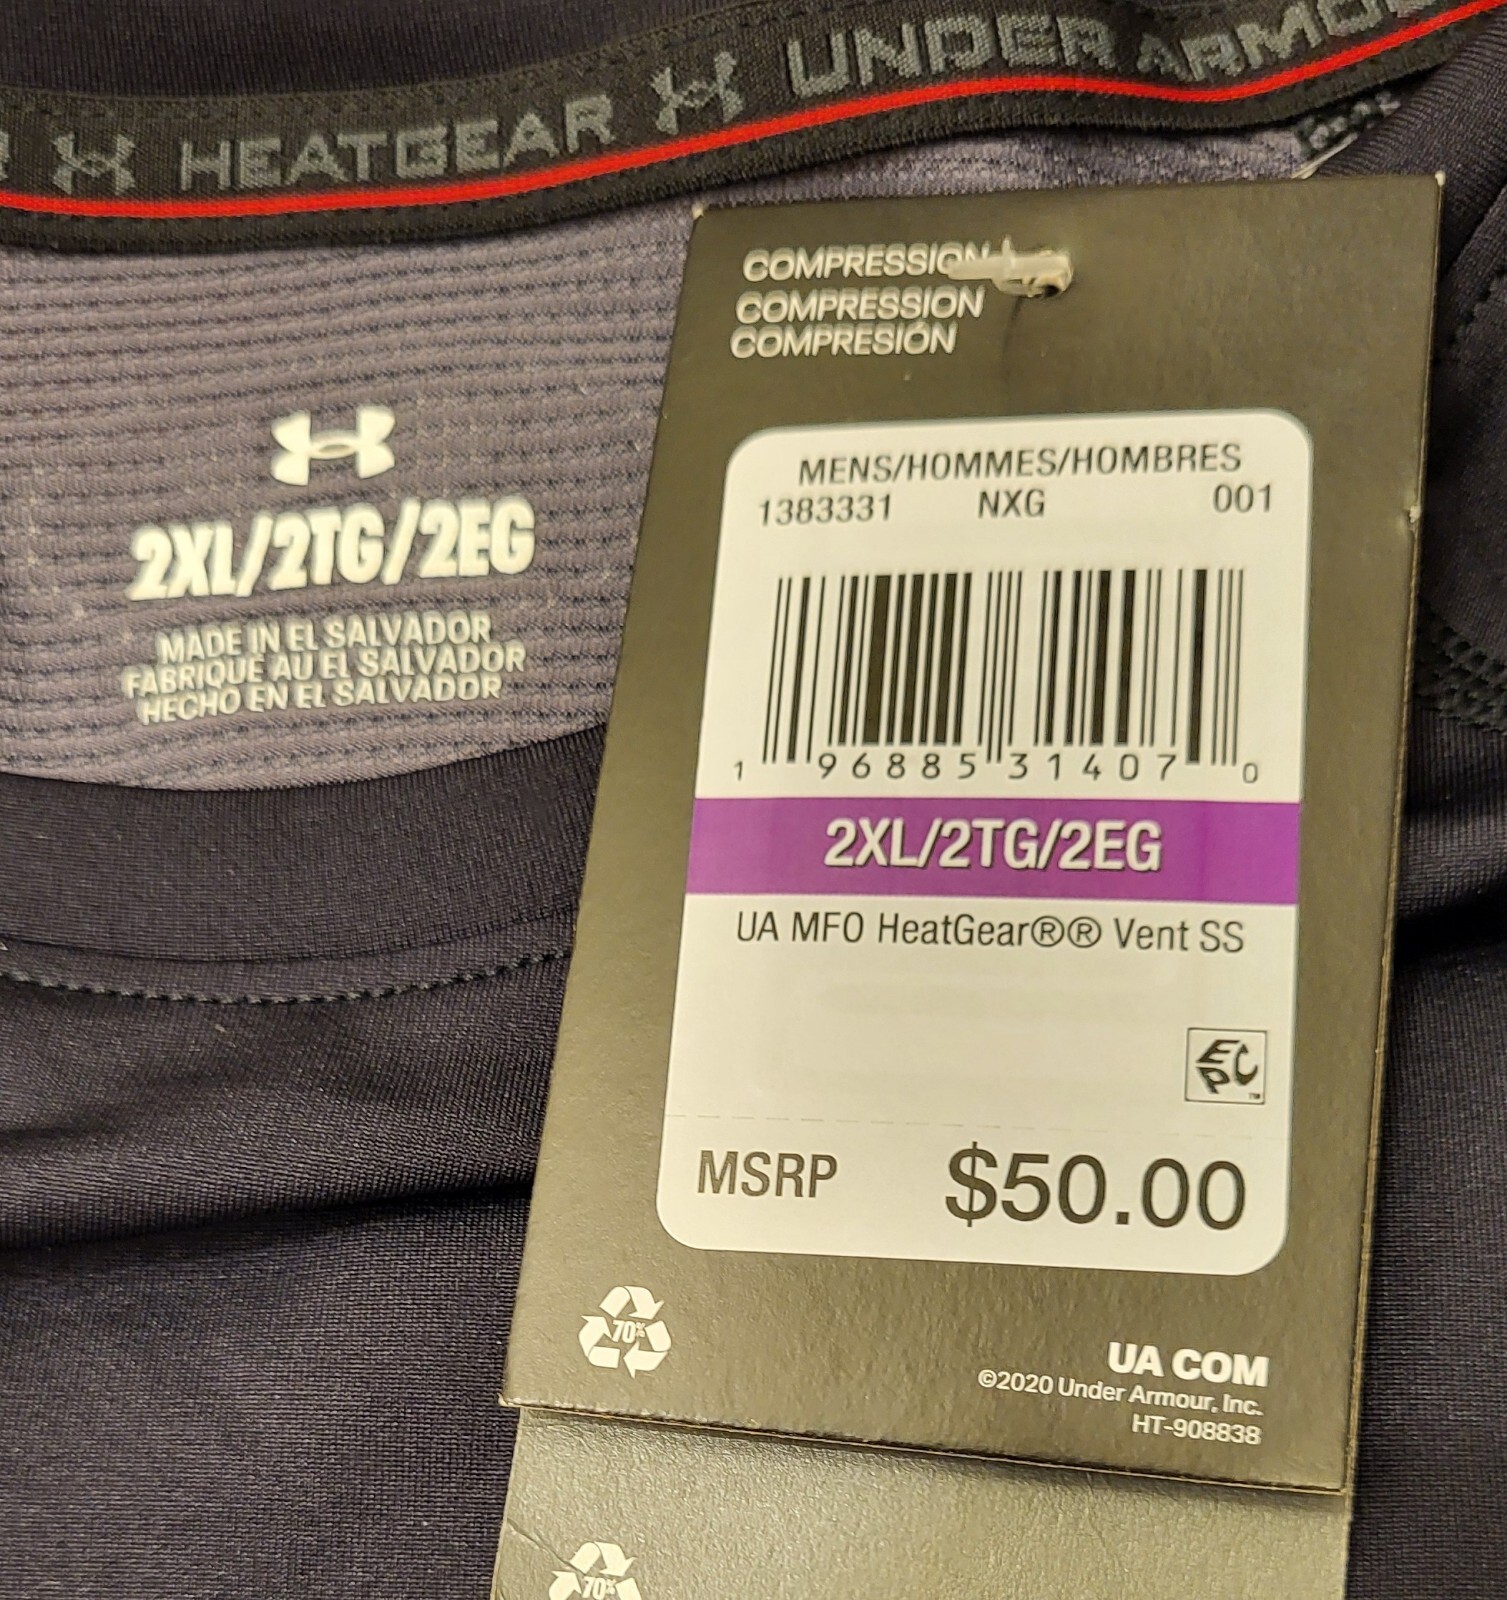 HEATGEAR UNDER ARMOUR
COMPRESSION
COMPRESSION
COMPRESIÓN
MENS/HOMMES/HOMBRES
1383331 NXG 001
1 96885 31407 0
2XL/2TG/2EG
UA MFO HeatGear®® Vent SS
EPC™
MSRP $50.00
70%
UA COM
©2020 Under Armour, Inc.
HT-908838
70%
2XL/2TG/2EG
MADE IN EL SALVADOR
FABRIQUÉ AU EL SALVADOR
HECHO EN EL SALVADOR